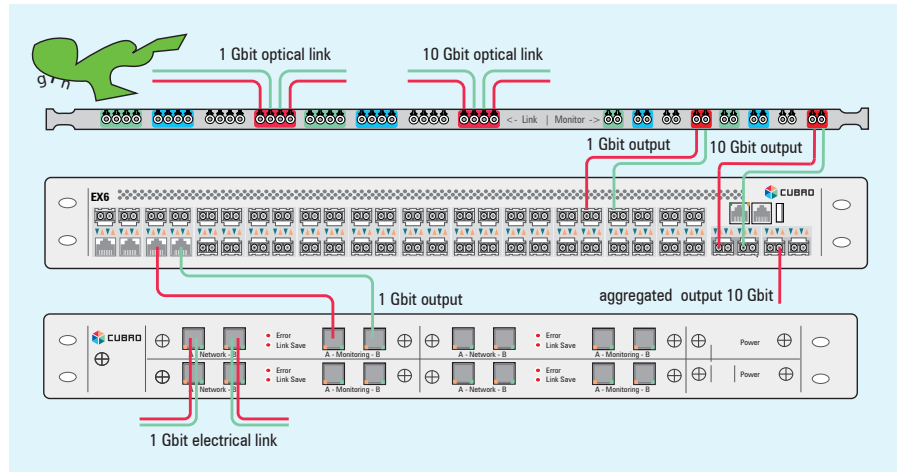 1 Gbit optical link
10 Gbit optical link
<- Link | Monitor ->
1 Gbit output
10 Gbit output
EX6
CUBRO
1 Gbit output
aggregated output 10 Gbit
CUBRO
Error
Link Save
A - Network - B
A - Monitoring - B
Error
Link Save
A - Network - B
A - Monitoring - B
Power
Error
Link Save
A - Network - B
A - Monitoring - B
Error
Link Save
A - Network - B
A - Monitoring - B
Power
1 Gbit electrical link